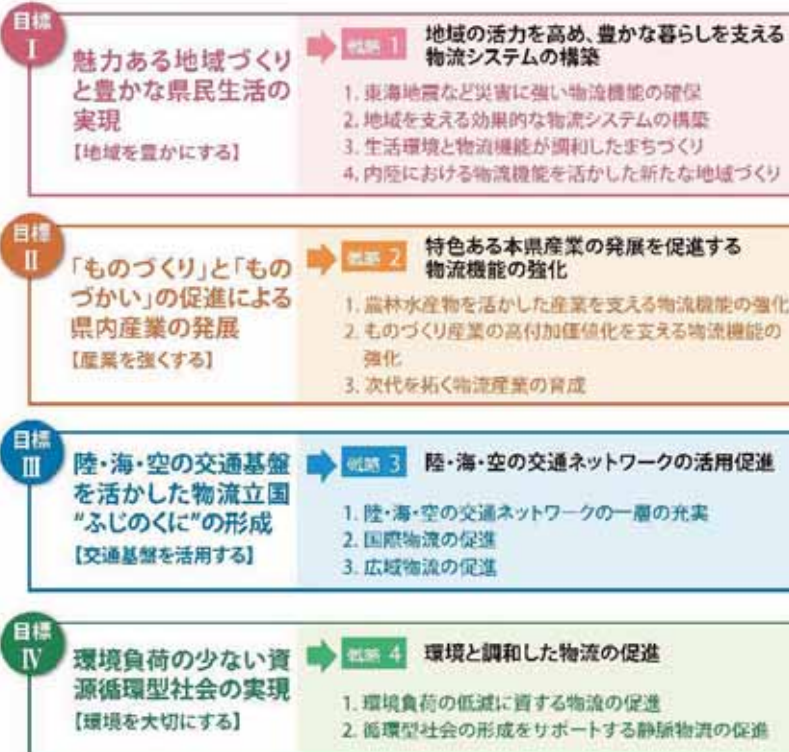 目標
I
魅力ある地域づくり
と豊かな県民生活の
実現
【地域を豊かにする】
戦略 1
地域の活力を高め、豊かな暮らしを支える
物流システムの構築
1. 東海地震など災害に強い物流機能の確保
2. 地域を支える効果的な物流システムの構築
3. 生活環境と物流機能が調和したまちづくり
4. 内陸における物流機能を活かした新たな地域づくり
目標
II
「ものづくり」と「もの
づかい」の促進による
県内産業の発展
【産業を強くする】
戦略 2
特色ある本県産業の発展を促進する
物流機能の強化
1. 農林水産物を活かした産業を支える物流機能の強化
2. ものづくり産業の高付加価値化を支える物流機能の
強化
3. 次代を拓く物流産業の育成
目標
III
陸・海・空の交通基盤
を活かした物流立国
“ふじのくに”の形成
【交通基盤を活用する】
戦略 3
陸・海・空の交通ネットワークの活用促進
1. 陸・海・空の交通ネットワークの一層の充実
2. 国際物流の促進
3. 広域物流の促進
目標
IV
環境負荷の少ない資
源循環型社会の実現
【環境を大切にする】
戦略 4
環境と調和した物流の促進
1. 環境負荷の低減に資する物流の促進
2. 循環型社会の形成をサポートする静脈物流の促進